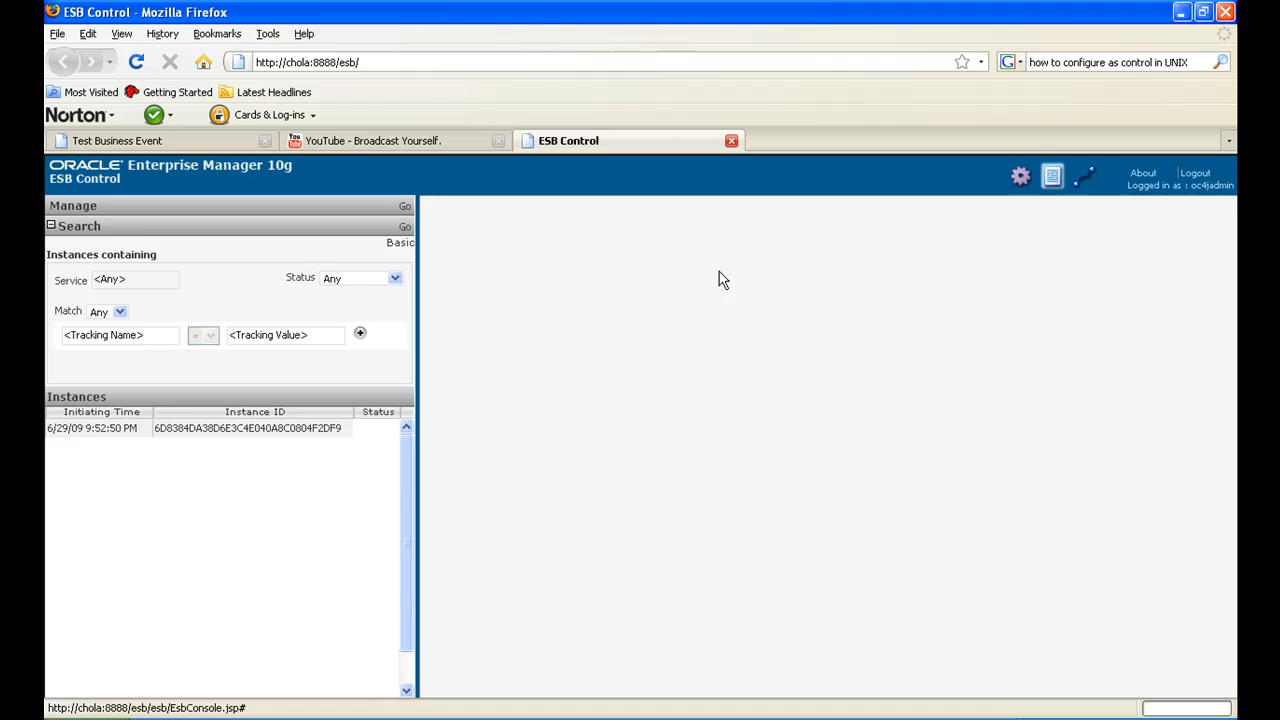 ESB Control - Mozilla Firefox
File Edit View History Bookmarks Tools Help
http://chola:8888/esb/
how to configure as control in UNIX
Most Visited Getting Started Latest Headlines
Norton Cards & Log-ins
Test Business Event YouTube - Broadcast Yourself. ESB Control
ORACLE Enterprise Manager 10g
ESB Control
About Logout
Logged in as : oc4jadmin
Manage Go
Search Go
Basic
Instances containing
Service <Any> Status Any
Match Any
<Tracking Name> = <Tracking Value>
Instances
Initiating Time Instance ID Status
6/29/09 9:52:50 PM 6D8384DA38D6E3C4E040A8C0804F2DF9
http://chola:8888/esb/esb/EsbConsole.jsp#